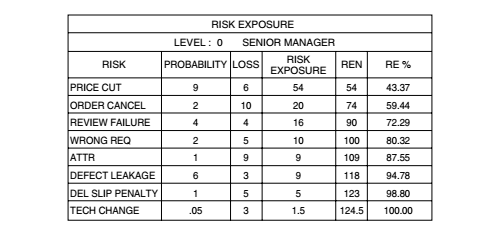 RISK EXPOSURE
LEVEL : 0 SENIOR MANAGER
RISK PROBABILITY LOSS RISK EXPOSURE REN RE %
PRICE CUT 9 6 54 54 43.37
ORDER CANCEL 2 10 20 74 59.44
REVIEW FAILURE 4 4 16 90 72.29
WRONG REQ 2 5 10 100 80.32
ATTR 1 9 9 109 87.55
DEFECT LEAKAGE 6 3 9 118 94.78
DEL SLIP PENALTY 1 5 5 123 98.80
TECH CHANGE .05 3 1.5 124.5 100.00